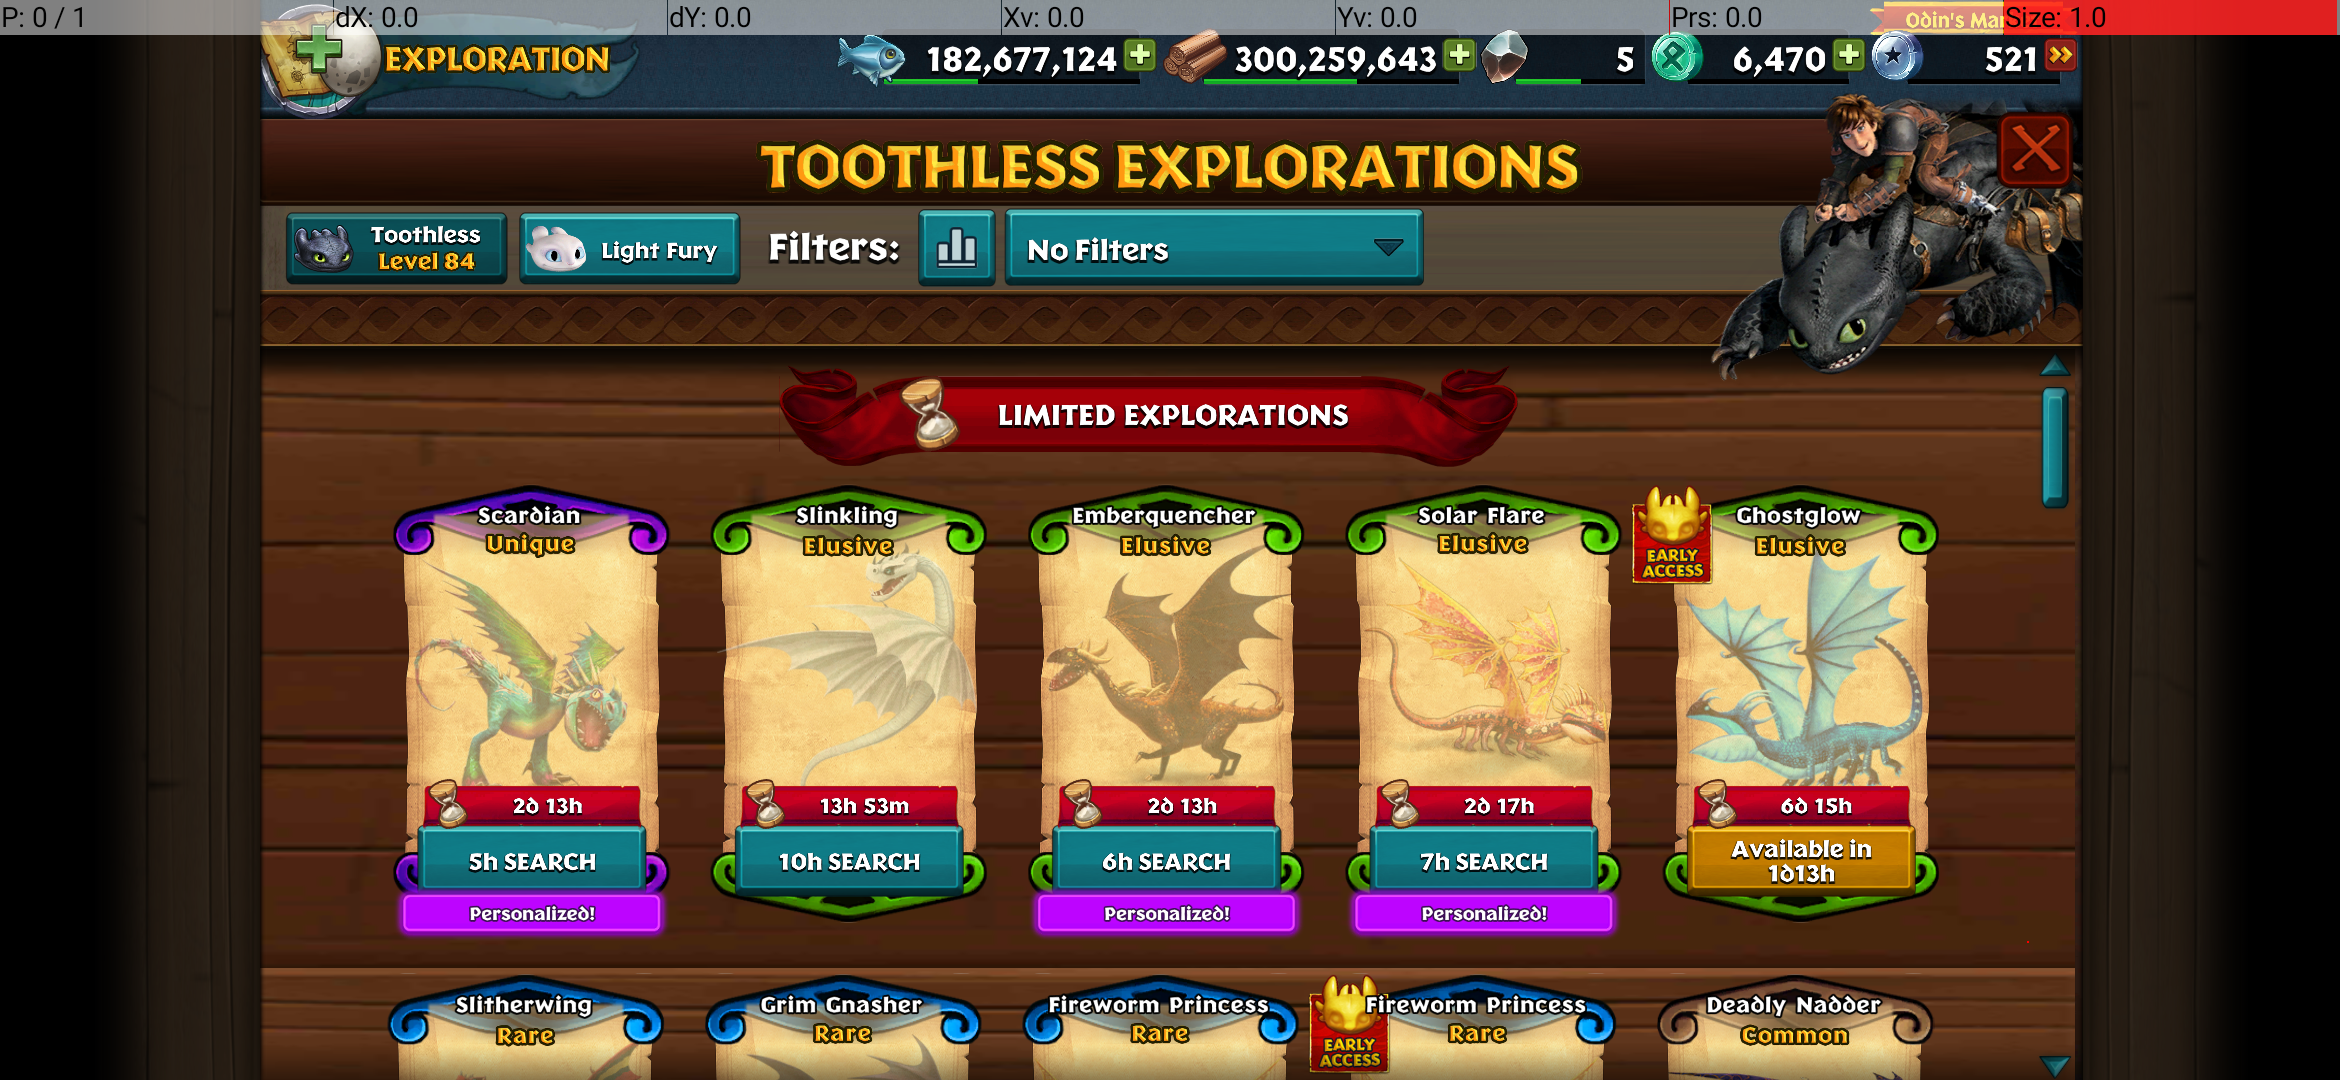 P: 0 / 1
dX: 0.0
dY: 0.0
Xv: 0.0
Yv: 0.0
Prs: 0.0
Size: 1.0
Odin's
EXPLORATION
182,677,124
300,259,643
5
6,470
521
TOOTHLESS EXPLORATIONS
Toothless
Level 84
Light Fury
Filters:
No Filters
LIMITED EXPLORATIONS
Scardian
Unique
2d 13h
5h SEARCH
Personalized!
Slinkling
Elusive
13h 53m
10h SEARCH
Emberquencher
Elusive
2d 13h
6h SEARCH
Personalized!
Solar Flare
Elusive
2d 17h
7h SEARCH
Personalized!
EARLY
ACCESS
Ghostglow
Elusive
6d 15h
Available in
1d13h
Slitherwing
Rare
Grim Gnasher
Rare
Fireworm Princess
Rare
EARLY
ACCESS
Fireworm Princess
Rare
Deadly Nadder
Common